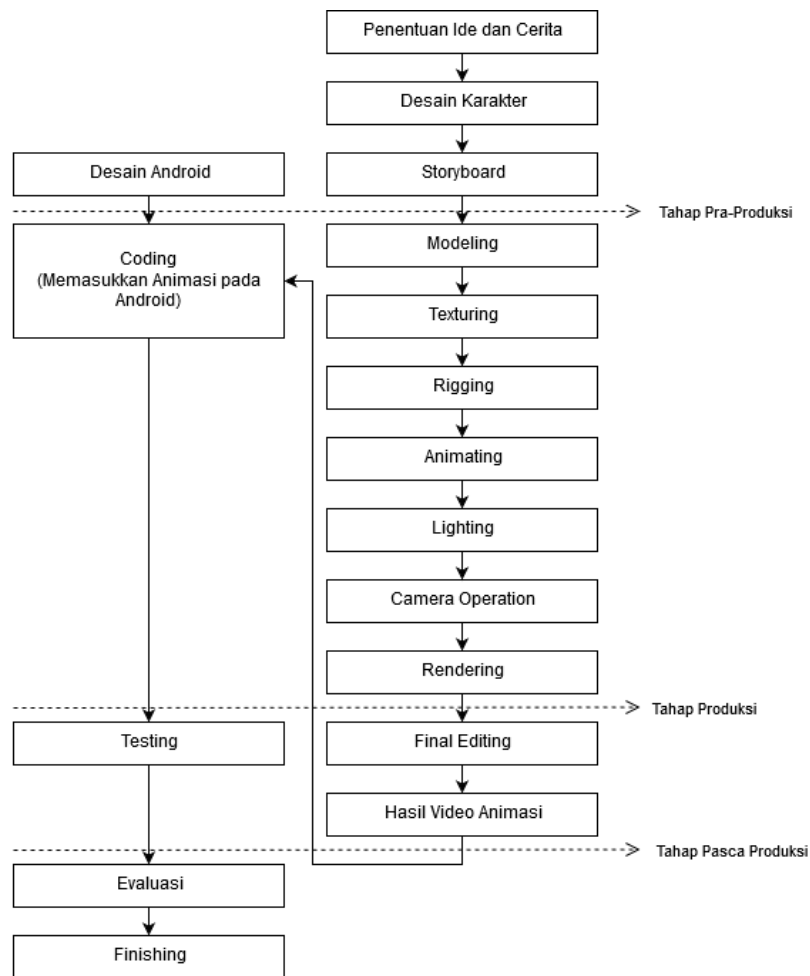 Penentuan Ide dan Cerita
Desain Karakter
Desain Android
Storyboard
Tahap Pra-Produksi
Coding
(Memasukkan Animasi pada
Android)
Modeling
Texturing
Rigging
Animating
Lighting
Camera Operation
Rendering
Tahap Produksi
Testing
Final Editing
Hasil Video Animasi
Tahap Pasca Produksi
Evaluasi
Finishing